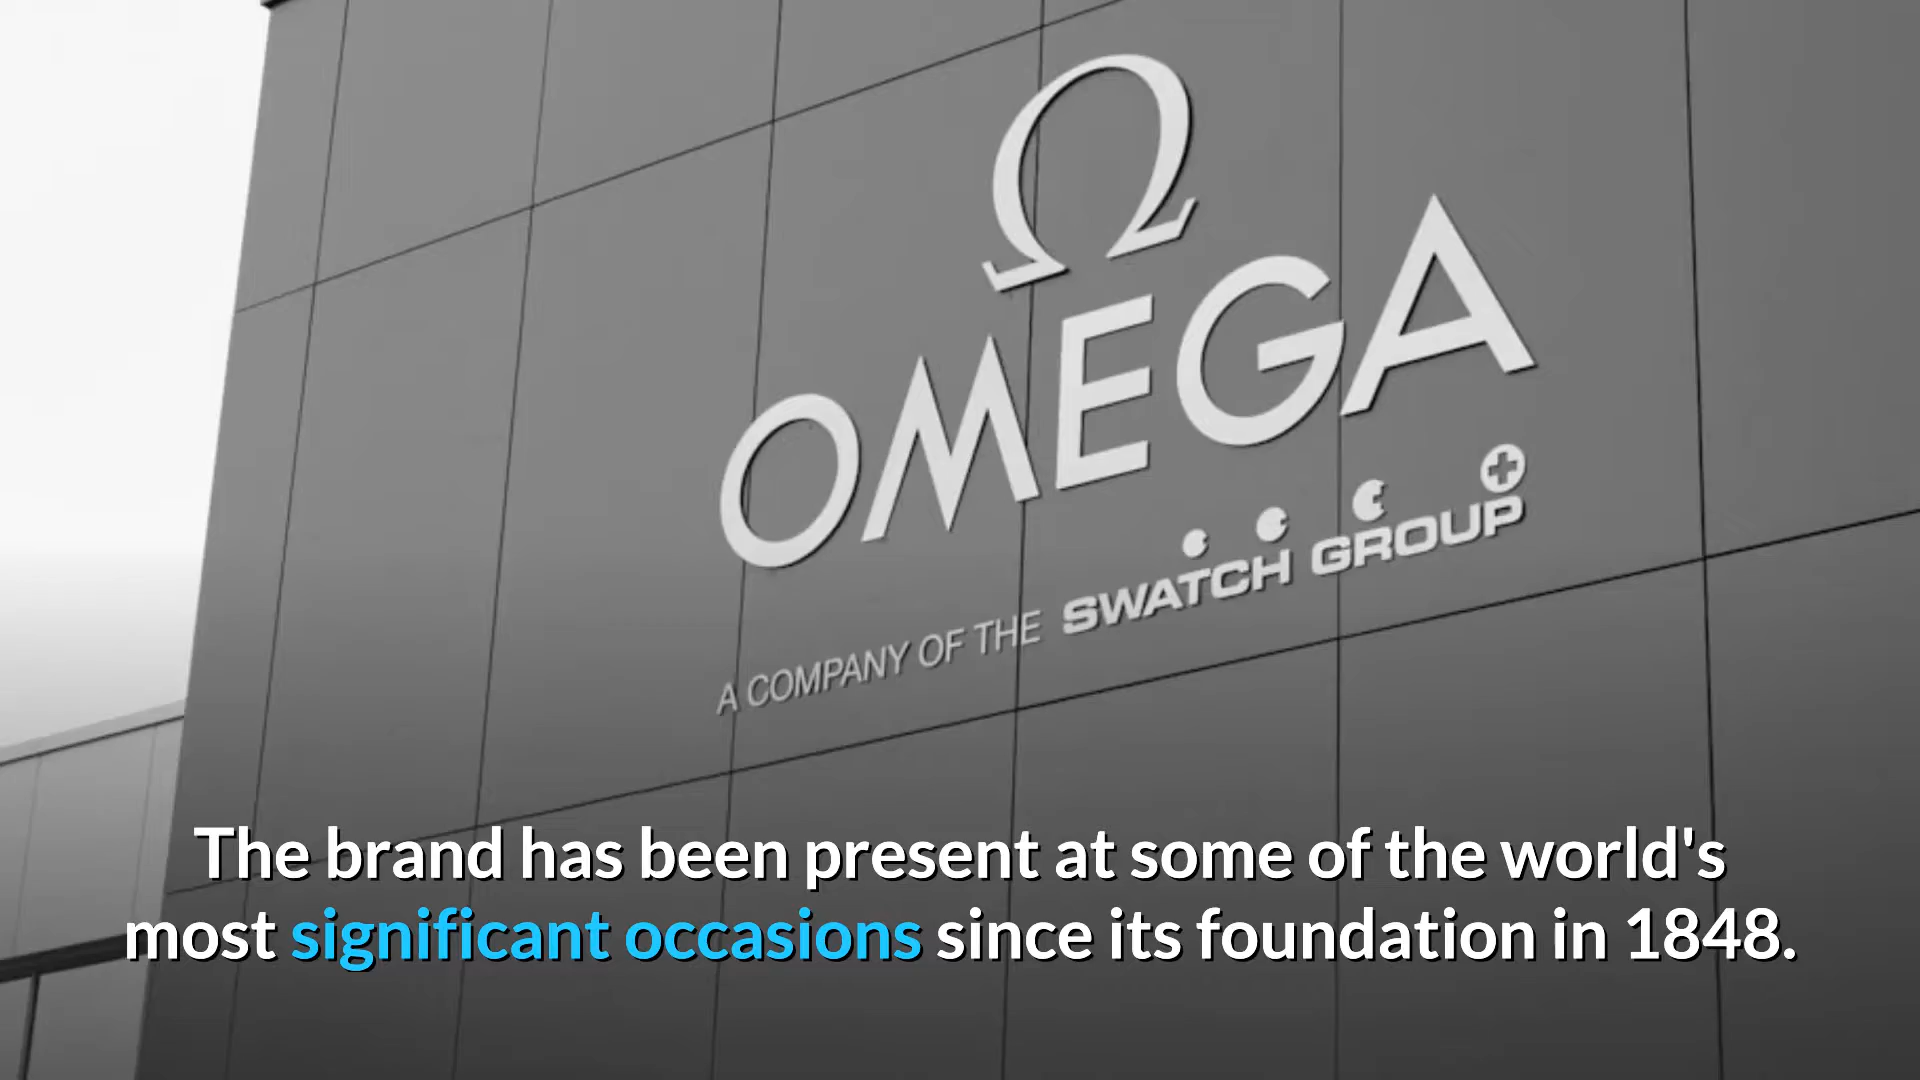 Ω
OMEGA
A COMPANY OF THE SWATCH GROUP
The brand has been present at some of the world's
most significant occasions since its foundation in 1848.